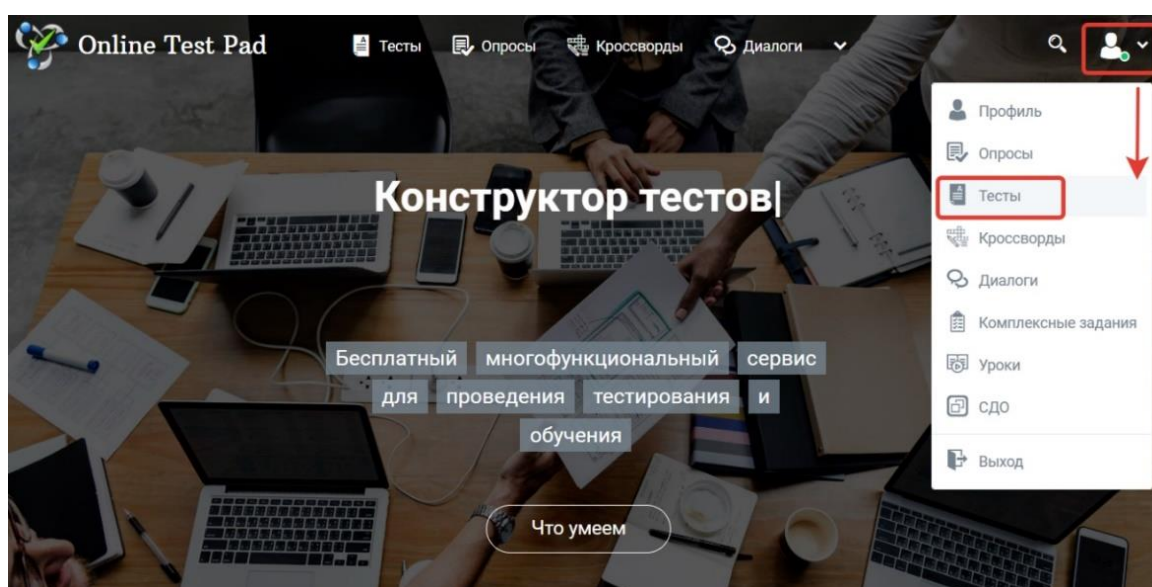 Online Test Pad Тесты Опросы Кроссворды Диалоги
Профиль
Опросы
Тесты
Кроссворды
Диалоги
Комплексные задания
Уроки
СДО
Выход
Конструктор тестов|
Бесплатный многофункциональный сервис
для проведения тестирования и
обучения
Что умеем